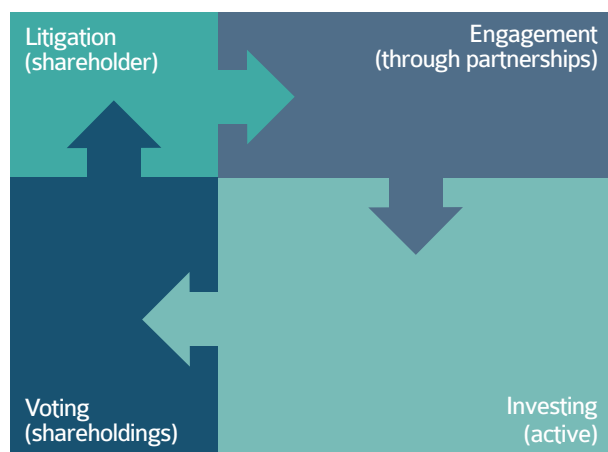 Litigation
(shareholder)
Engagement
(through partnerships)
Voting
(shareholdings)
Investing
(active)